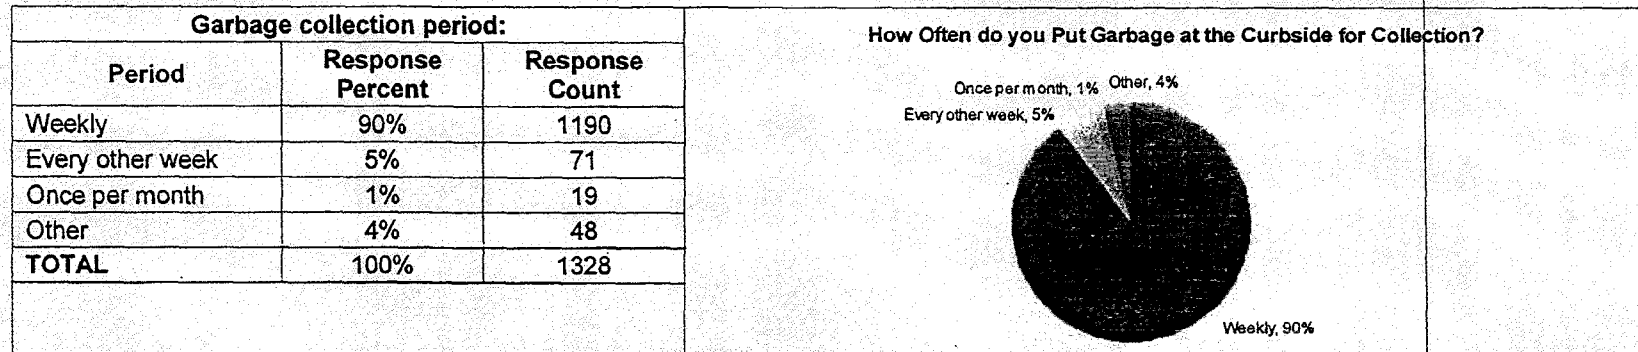 Garbage collection period:
Period Response Percent Response Count
Weekly 90% 1190
Every other week 5% 71
Once per month 1% 19
Other 4% 48
TOTAL 100% 1328
How Often do you Put Garbage at the Curbside for Collection?
Once per month, 1% Other, 4%
Every other week, 5%
Weekly, 90%